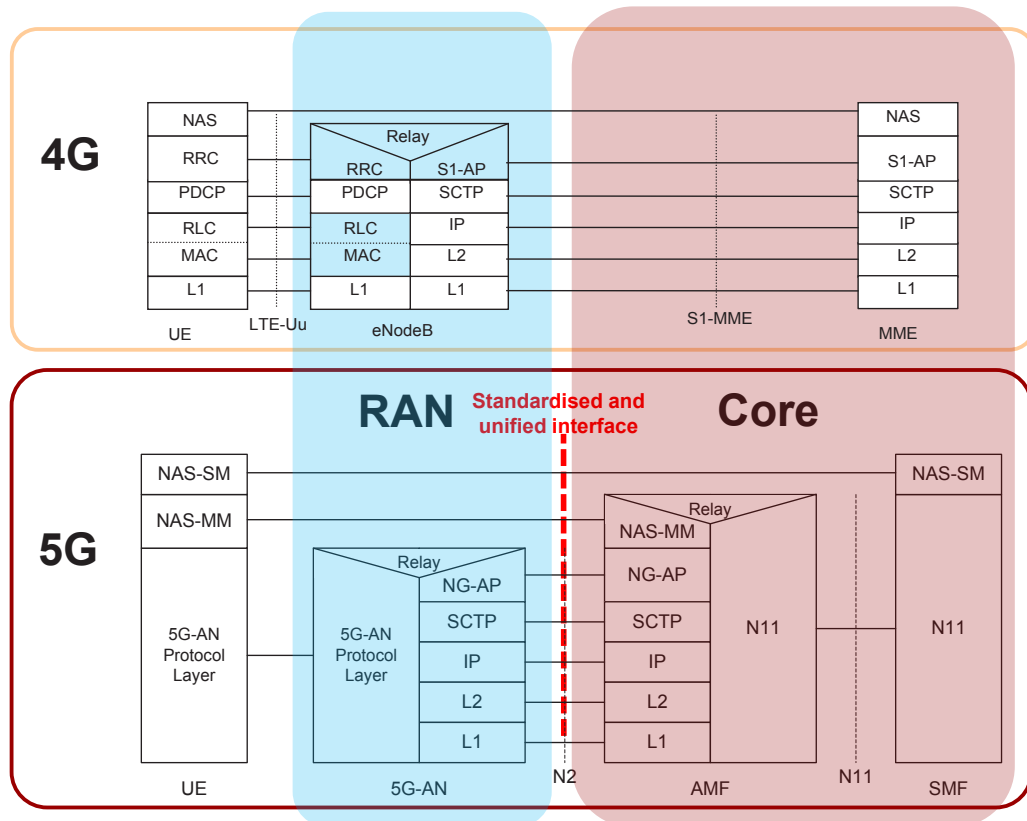 4G
NAS
RRC
PDCP
RLC
MAC
L1
UE
LTE-Uu
Relay
RRC
S1-AP
PDCP
SCTP
RLC
IP
MAC
L2
L1
L1
eNodeB
S1-MME
NAS
S1-AP
SCTP
IP
L2
L1
MME
RAN
Standardised and
unified interface
Core
5G
NAS-SM
NAS-MM
5G-AN
Protocol
Layer
UE
Relay
5G-AN
Protocol
Layer
NG-AP
SCTP
IP
L2
L1
5G-AN
N2
Relay
NAS-MM
NG-AP
SCTP
IP
L2
L1
N11
AMF
N11
NAS-SM
N11
SMF